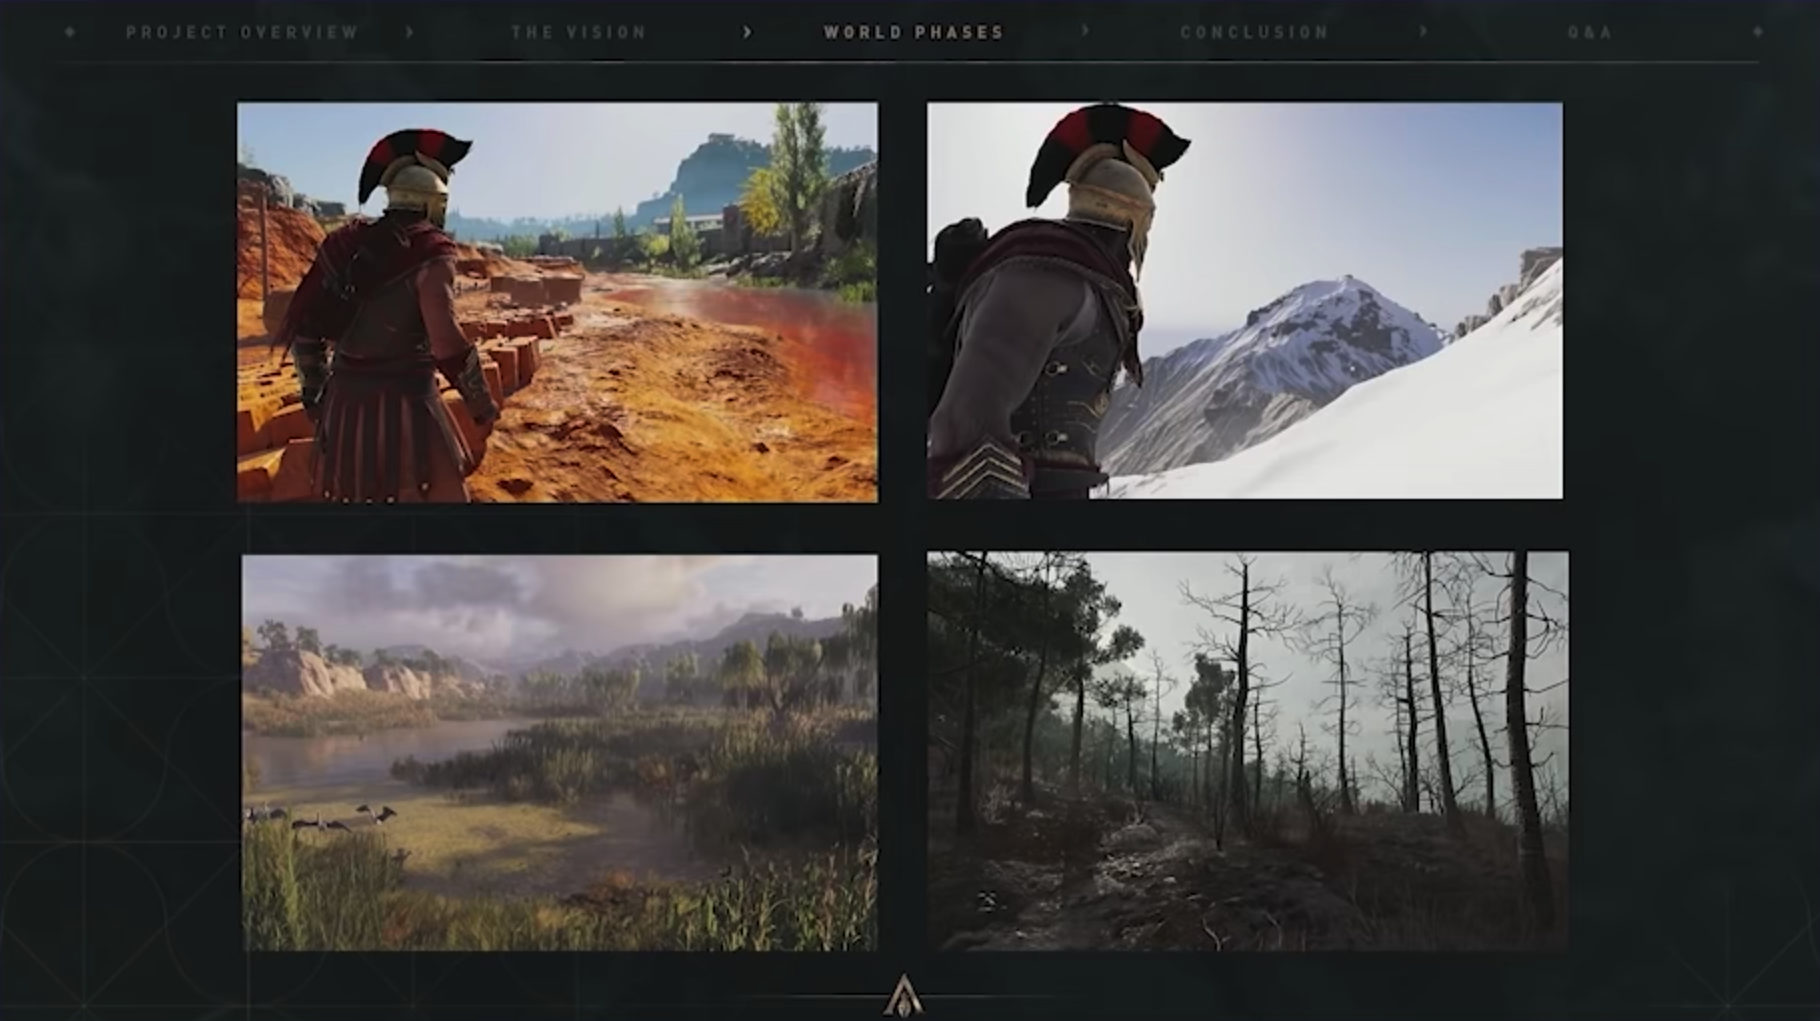 PROJECT OVERVIEW > THE VISION > WORLD PHASES > CONCLUSION > Q&A